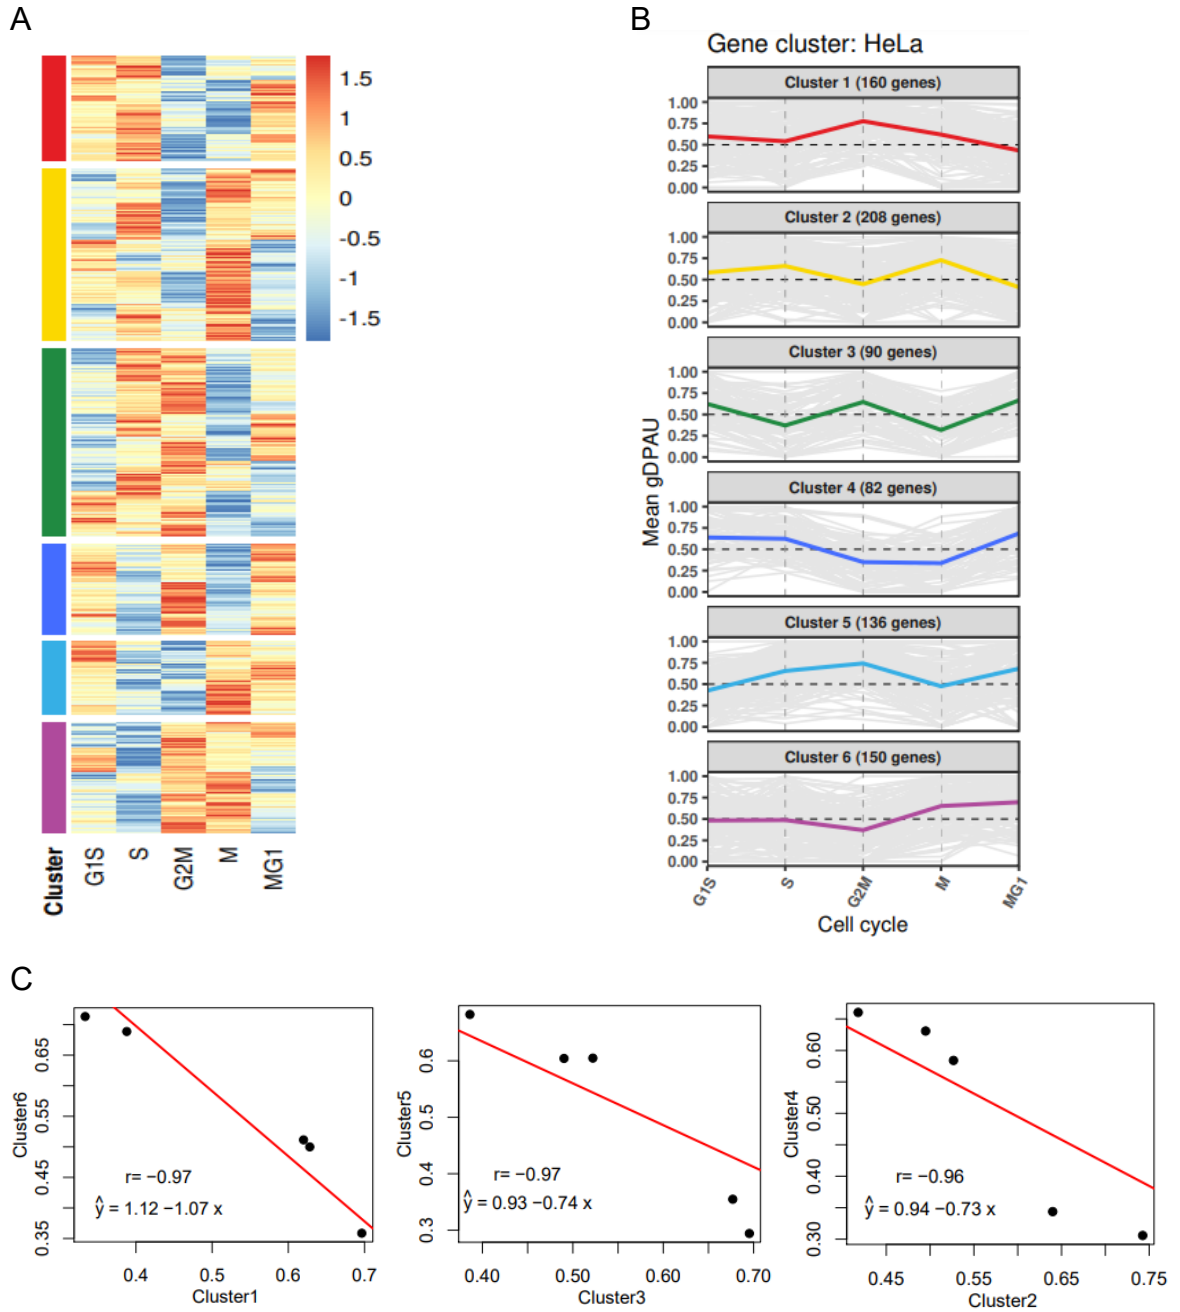 A
1.5
1
0.5
0
-0.5
-1
-1.5
Cluster
G1S
S
G2M
M
MG1
B
Gene cluster: HeLa
Mean gDPAU
Cluster 1 (160 genes)
1.00
0.75
0.50
0.25
0.00
Cluster 2 (208 genes)
1.00
0.75
0.50
0.25
0.00
Cluster 3 (90 genes)
1.00
0.75
0.50
0.25
0.00
Cluster 4 (82 genes)
1.00
0.75
0.50
0.25
0.00
Cluster 5 (136 genes)
1.00
0.75
0.50
0.25
0.00
Cluster 6 (150 genes)
1.00
0.75
0.50
0.25
0.00
G1S
S
G2M
M
MG1
Cell cycle
C
Cluster6
0.65
0.55
0.45
0.35
r= −0.97
ŷ = 1.12 −1.07 x
0.4 0.5 0.6 0.7
Cluster1
Cluster5
0.6
0.5
0.4
0.3
r= −0.97
ŷ = 0.93 −0.74 x
0.40 0.50 0.60 0.70
Cluster3
Cluster4
0.60
0.50
0.40
0.30
r= −0.96
ŷ = 0.94 −0.73 x
0.45 0.55 0.65 0.75
Cluster2